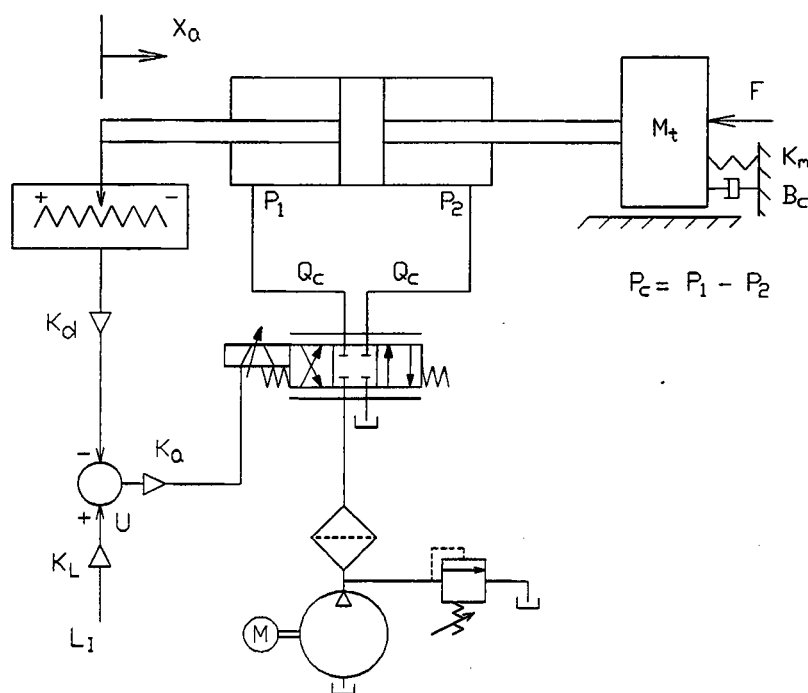 Xa
F
Mt
Km
+ -
P1
P2
Bc
Qc
Qc
Pc = P1 - P2
Kd
-
Ka
+
U
KL
M
LI